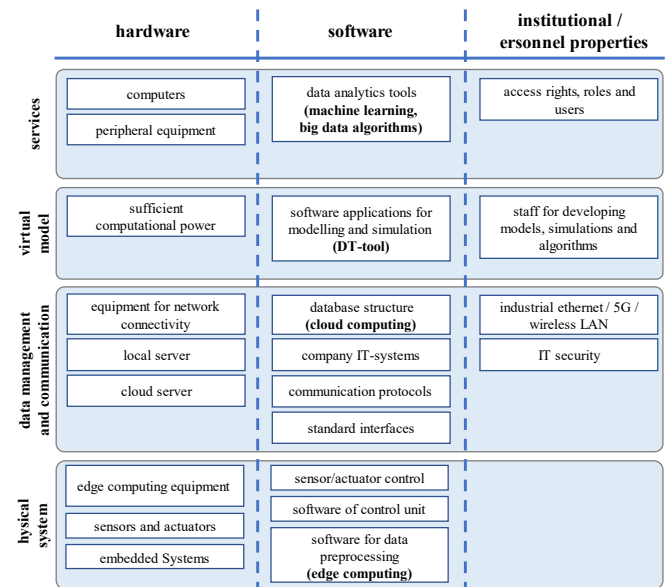 hardware
software
institutional /
ersonnel properties
services
computers
peripheral equipment
data analytics tools
(machine learning,
big data algorithms)
access rights, roles and
users
virtual
model
sufficient
computational power
software applications for
modelling and simulation
(DT-tool)
staff for developing
models, simulations and
algorithms
data management
and communication
equipment for network
connectivity
local server
cloud server
database structure
(cloud computing)
company IT-systems
communication protocols
standard interfaces
industrial ethernet / 5G /
wireless LAN
IT security
hysical
system
edge computing equipment
sensors and actuators
embedded Systems
sensor/actuator control
software of control unit
software for data
preprocessing
(edge computing)